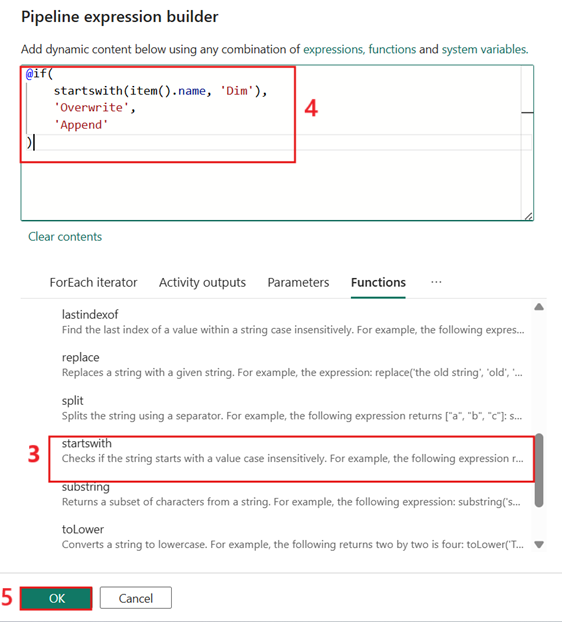 Pipeline expression builder
Add dynamic content below using any combination of expressions, functions and system variables.
@if(
startswith(item().name, 'Dim'),
'Overwrite',
'Append'
)
4
Clear contents
ForEach iterator Activity outputs Parameters Functions ...
lastindexof
Find the last index of a value within a string case insensitively. For example, the following expres...
replace
Replaces a string with a given string. For example, the expression: replace('the old string', 'old', '...
split
Splits the string using a separator. For example, the following expression returns ["a", "b", "c"]: s...
3
startswith
Checks if the string starts with a value case insensitively. For example, the following expression r...
substring
Returns a subset of characters from a string. For example, the following expression: substring('s...
toLower
Converts a string to lowercase. For example, the following returns two by two is four: toLower('T...
5
OK Cancel